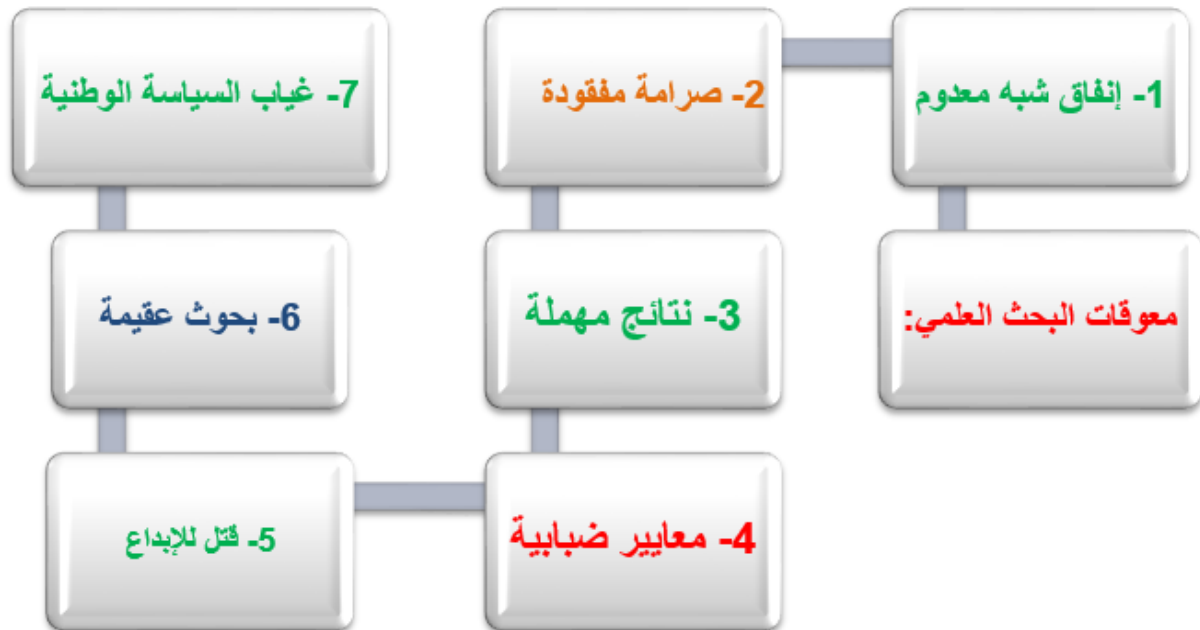 معوقات البحث العلمي:
1- إنفاق شبه معدوم
2- صرامة مفقودة
3- نتائج مهملة
4- معايير ضبابية
5- قتل للإبداع
6- بحوث عقيمة
7- غياب السياسة الوطنية